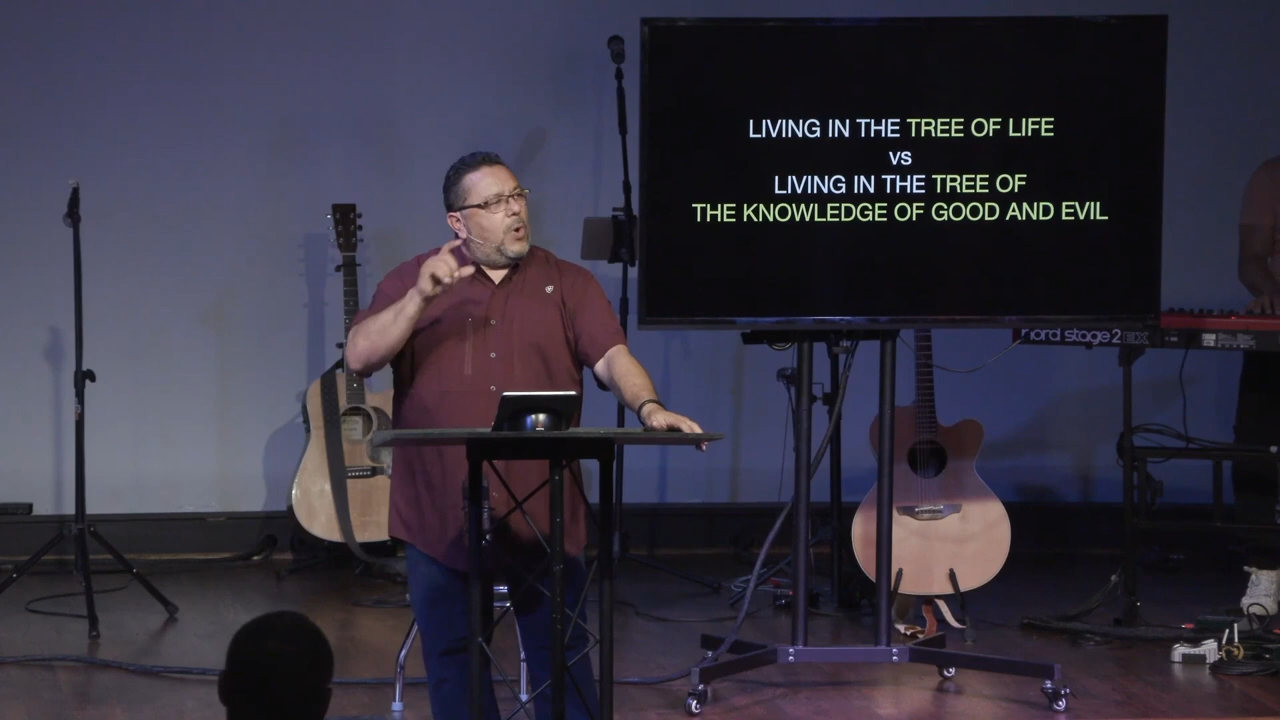 LIVING IN THE TREE OF LIFE
vs
LIVING IN THE TREE OF
THE KNOWLEDGE OF GOOD AND EVIL
nord stage 2 EX